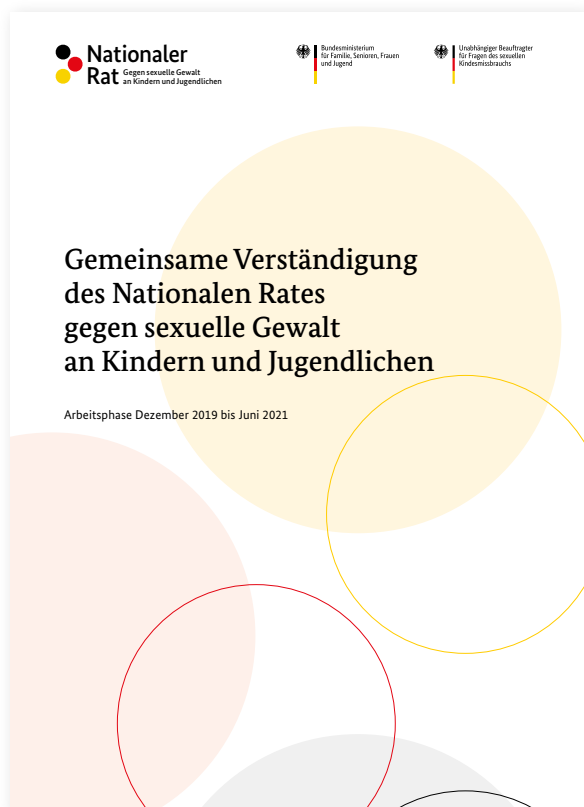 Nationaler
Rat Gegen sexuelle Gewalt
an Kindern und Jugendlichen
Bundesministerium
für Familie, Senioren, Frauen
und Jugend
Unabhängiger Beauftragter
für Fragen des sexuellen
Kindesmissbrauchs
Gemeinsame Verständigung
des Nationalen Rates
gegen sexuelle Gewalt
an Kindern und Jugendlichen
Arbeitsphase Dezember 2019 bis Juni 2021